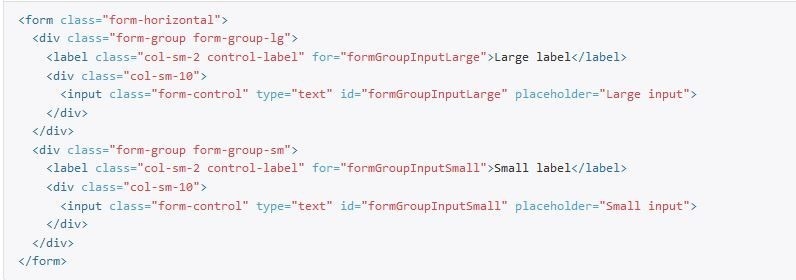 <form class="form-horizontal">
  <div class="form-group form-group-lg">
    <label class="col-sm-2 control-label" for="formGroupInputLarge">Large label</label>
    <div class="col-sm-10">
      <input class="form-control" type="text" id="formGroupInputLarge" placeholder="Large input">
    </div>
  </div>
  <div class="form-group form-group-sm">
    <label class="col-sm-2 control-label" for="formGroupInputSmall">Small label</label>
    <div class="col-sm-10">
      <input class="form-control" type="text" id="formGroupInputSmall" placeholder="Small input">
    </div>
  </div>
</form>